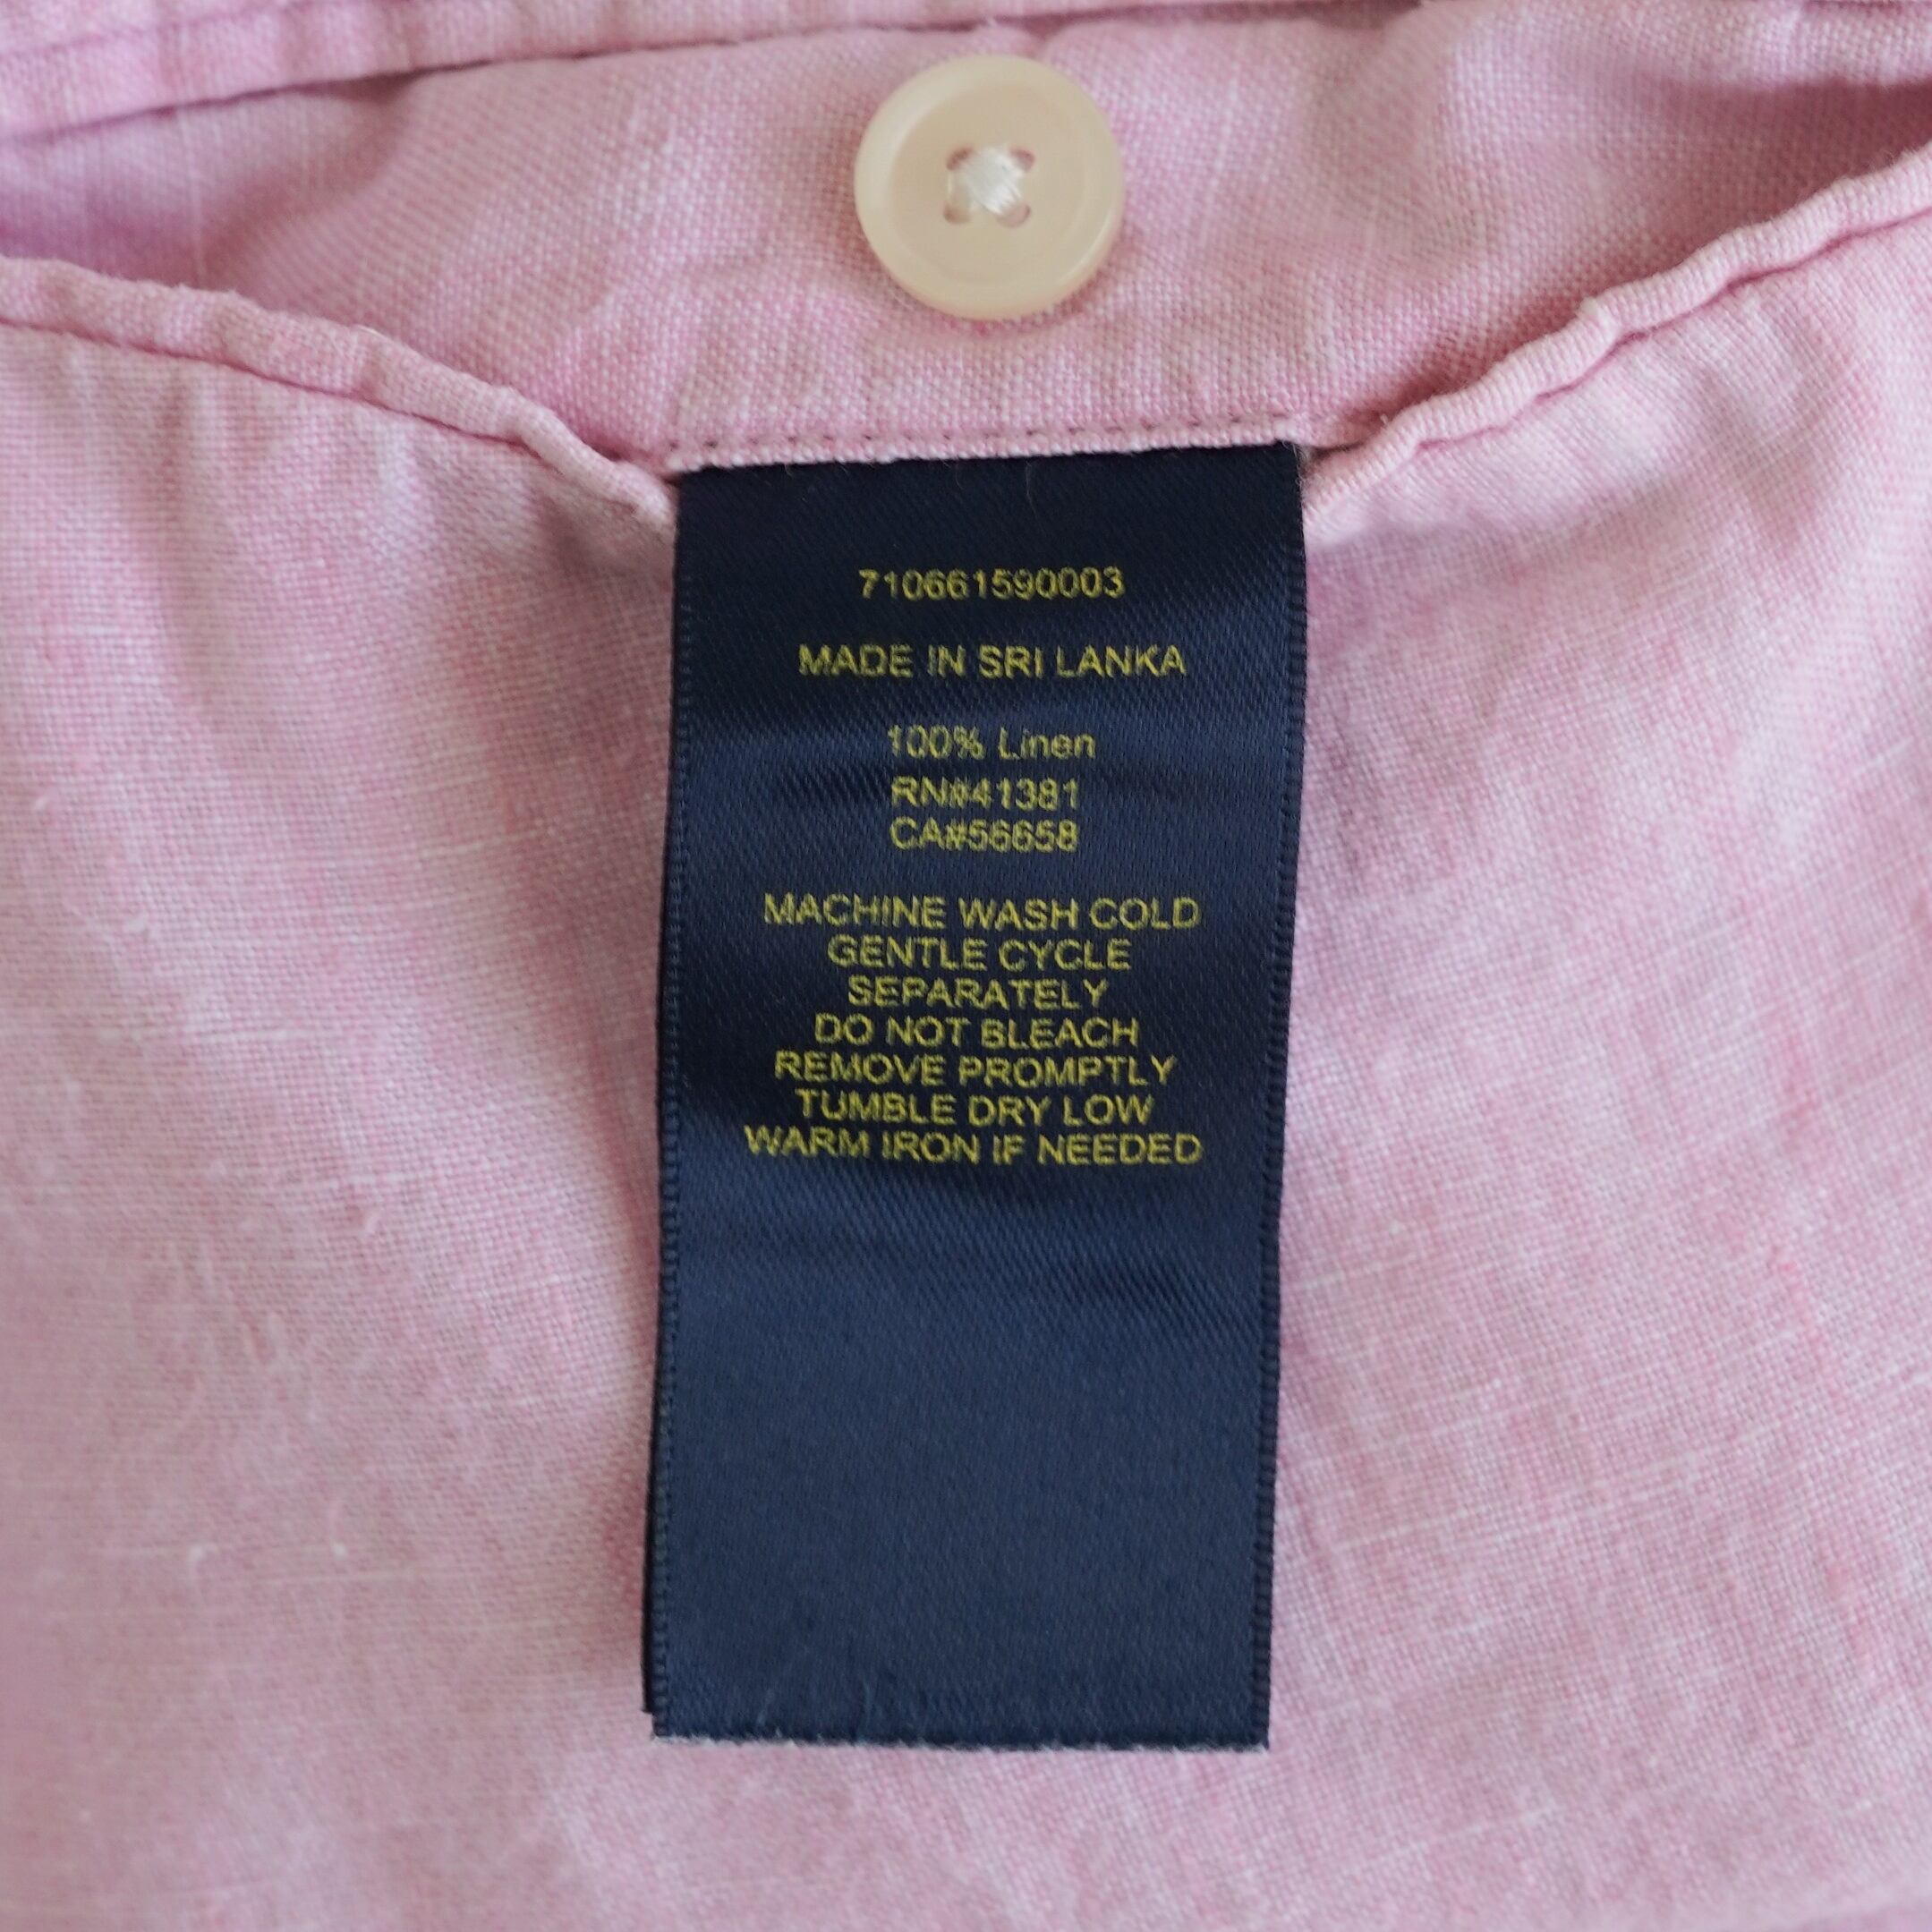 710661590003
MADE IN SRI LANKA
100% Linen
RN#41381
CA#56658
MACHINE WASH COLD
GENTLE CYCLE
SEPARATELY
DO NOT BLEACH
REMOVE PROMPTLY
TUMBLE DRY LOW
WARM IRON IF NEEDED